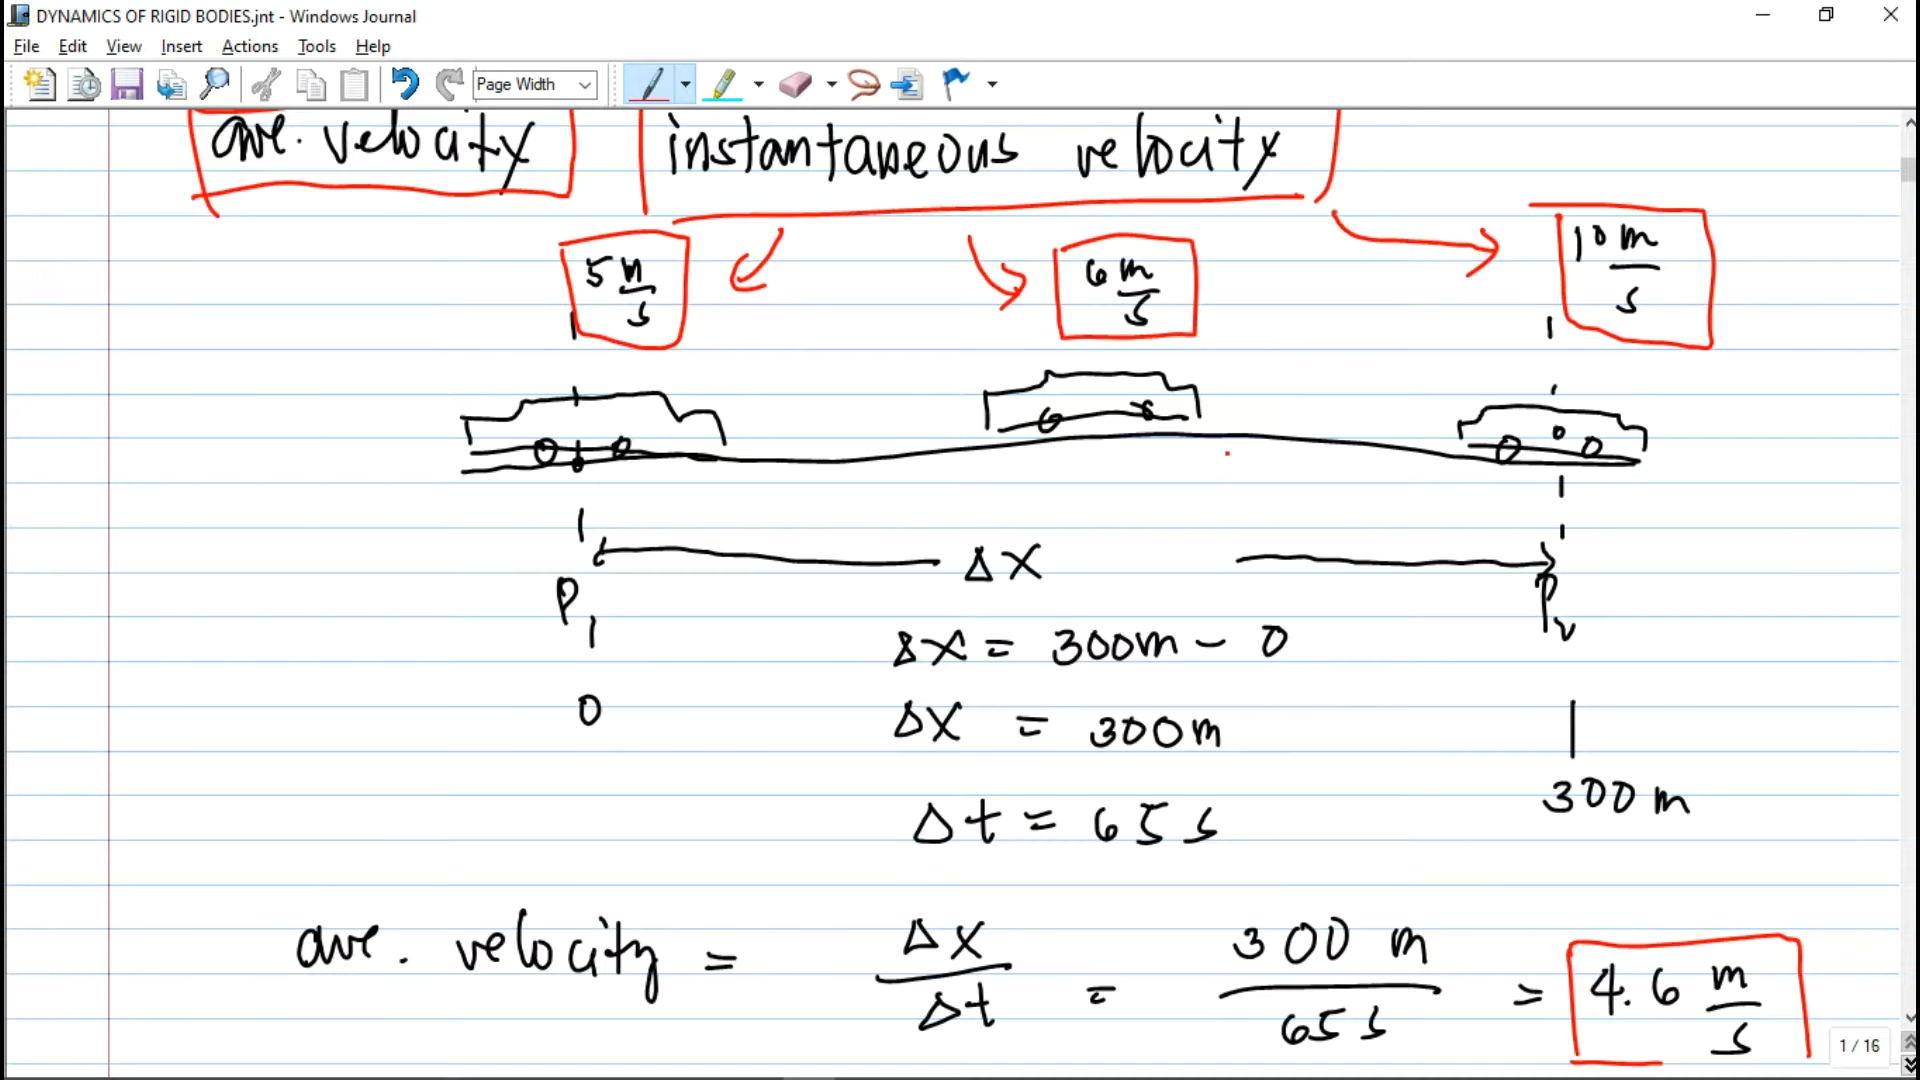 DYNAMICS OF RIGID BODIES.jnt - Windows Journal
File Edit View Insert Actions Tools Help
Page Width
ave. velocity instantaneous velocity
5 m/s 6 m/s 10 m/s
ΔX
P1 P2
ΔX = 300m - 0
0
ΔX = 300m
300 m
Δt = 65 s
ave. velocity = ΔX/Δt = 300 m/65 s = 4.6 m/s
1 / 16